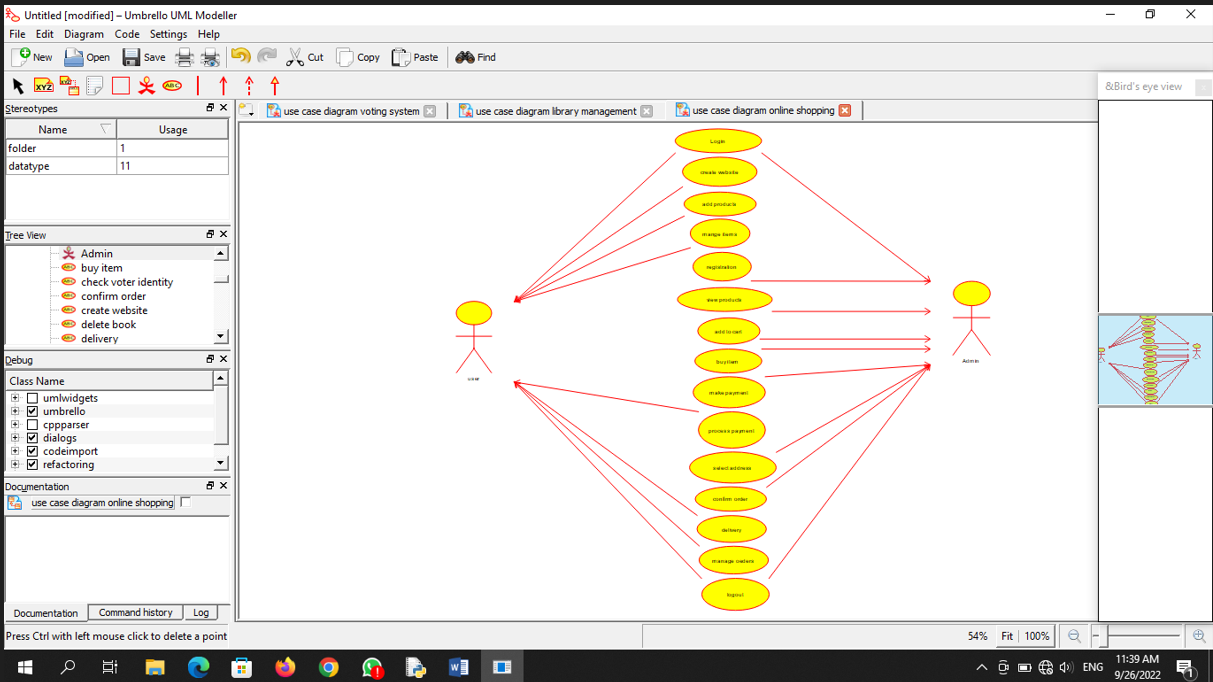 Untitled [modified] – Umbrello UML Modeller
File Edit Diagram Code Settings Help
New Open Save Cut Copy Paste Find
XYZ ABC
&Bird's eye view
Stereotypes
use case diagram voting system use case diagram library management use case diagram online shopping
Name Usage
folder 1
datatype 11
Tree View
Admin
buy item
check voter identity
confirm order
create website
delete book
delivery
Debug
Class Name
umlwidgets
umbrello
cppparser
dialogs
codeimport
refactoring
Documentation
use case diagram online shopping
Documentation Command history Log
Login
create website
add products
mange items
registration
view products
add to cart
buy item
make payment
process payment
select address
confirm order
delivery
manage orders
logout
user
Admin
Press Ctrl with left mouse click to delete a point
54% Fit 100%
ENG
11:39 AM
9/26/2022
1